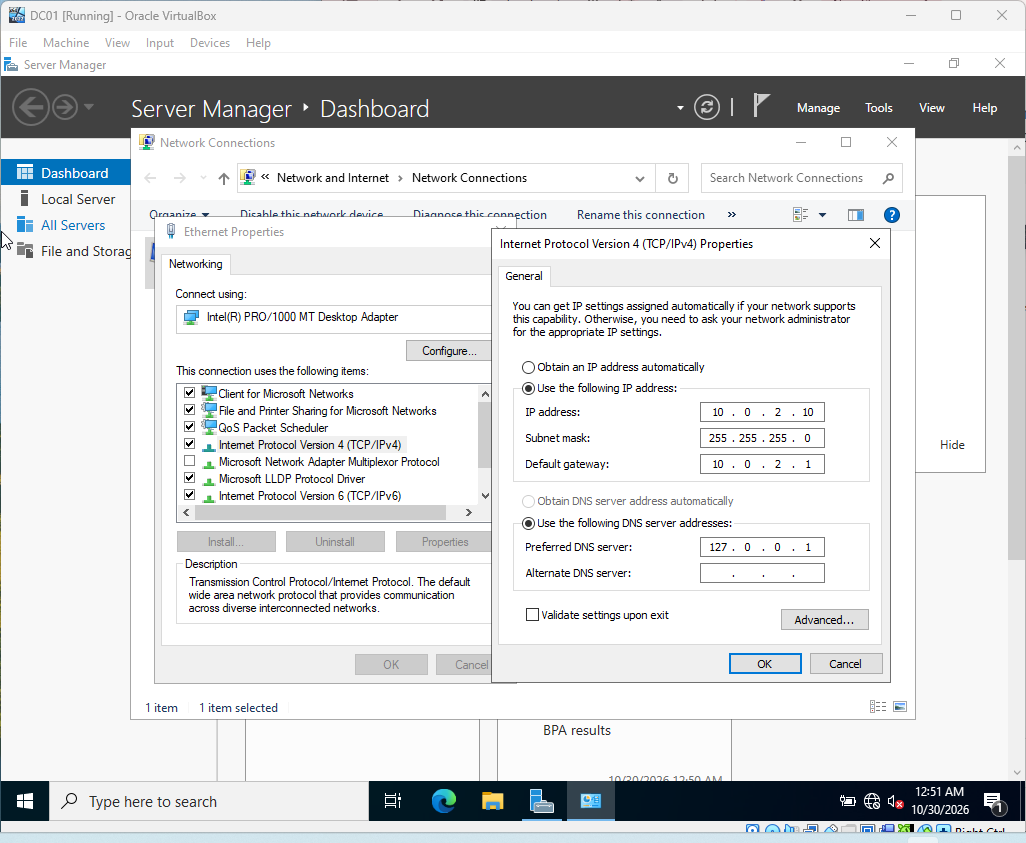 DC01 [Running] - Oracle VirtualBox
File Machine View Input Devices Help
Server Manager
Server Manager Dashboard
Manage Tools View Help
Dashboard
Local Server
All Servers
File and Storag
Network Connections
« Network and Internet > Network Connections
Search Network Connections
Organize Disable this network device Diagnose this connection Rename this connection »
Ethernet Properties
Networking
Connect using:
Intel(R) PRO/1000 MT Desktop Adapter
Configure...
This connection uses the following items:
Client for Microsoft Networks
File and Printer Sharing for Microsoft Networks
QoS Packet Scheduler
Internet Protocol Version 4 (TCP/IPv4)
Microsoft Network Adapter Multiplexor Protocol
Microsoft LLDP Protocol Driver
Internet Protocol Version 6 (TCP/IPv6)
Install... Uninstall Properties
Description
Transmission Control Protocol/Internet Protocol. The default
wide area network protocol that provides communication
across diverse interconnected networks.
OK Cancel
Internet Protocol Version 4 (TCP/IPv4) Properties
General
You can get IP settings assigned automatically if your network supports
this capability. Otherwise, you need to ask your network administrator
for the appropriate IP settings.
Obtain an IP address automatically
Use the following IP address:
IP address: 10 . 0 . 2 . 10
Subnet mask: 255 . 255 . 255 . 0
Default gateway: 10 . 0 . 2 . 1
Obtain DNS server address automatically
Use the following DNS server addresses:
Preferred DNS server: 127 . 0 . 0 . 1
Alternate DNS server: . . .
Validate settings upon exit
Advanced...
OK Cancel
Hide
1 item 1 item selected
BPA results
10/30/2026 12:50 AM
Type here to search
12:51 AM
10/30/2026
1
Right Ctrl